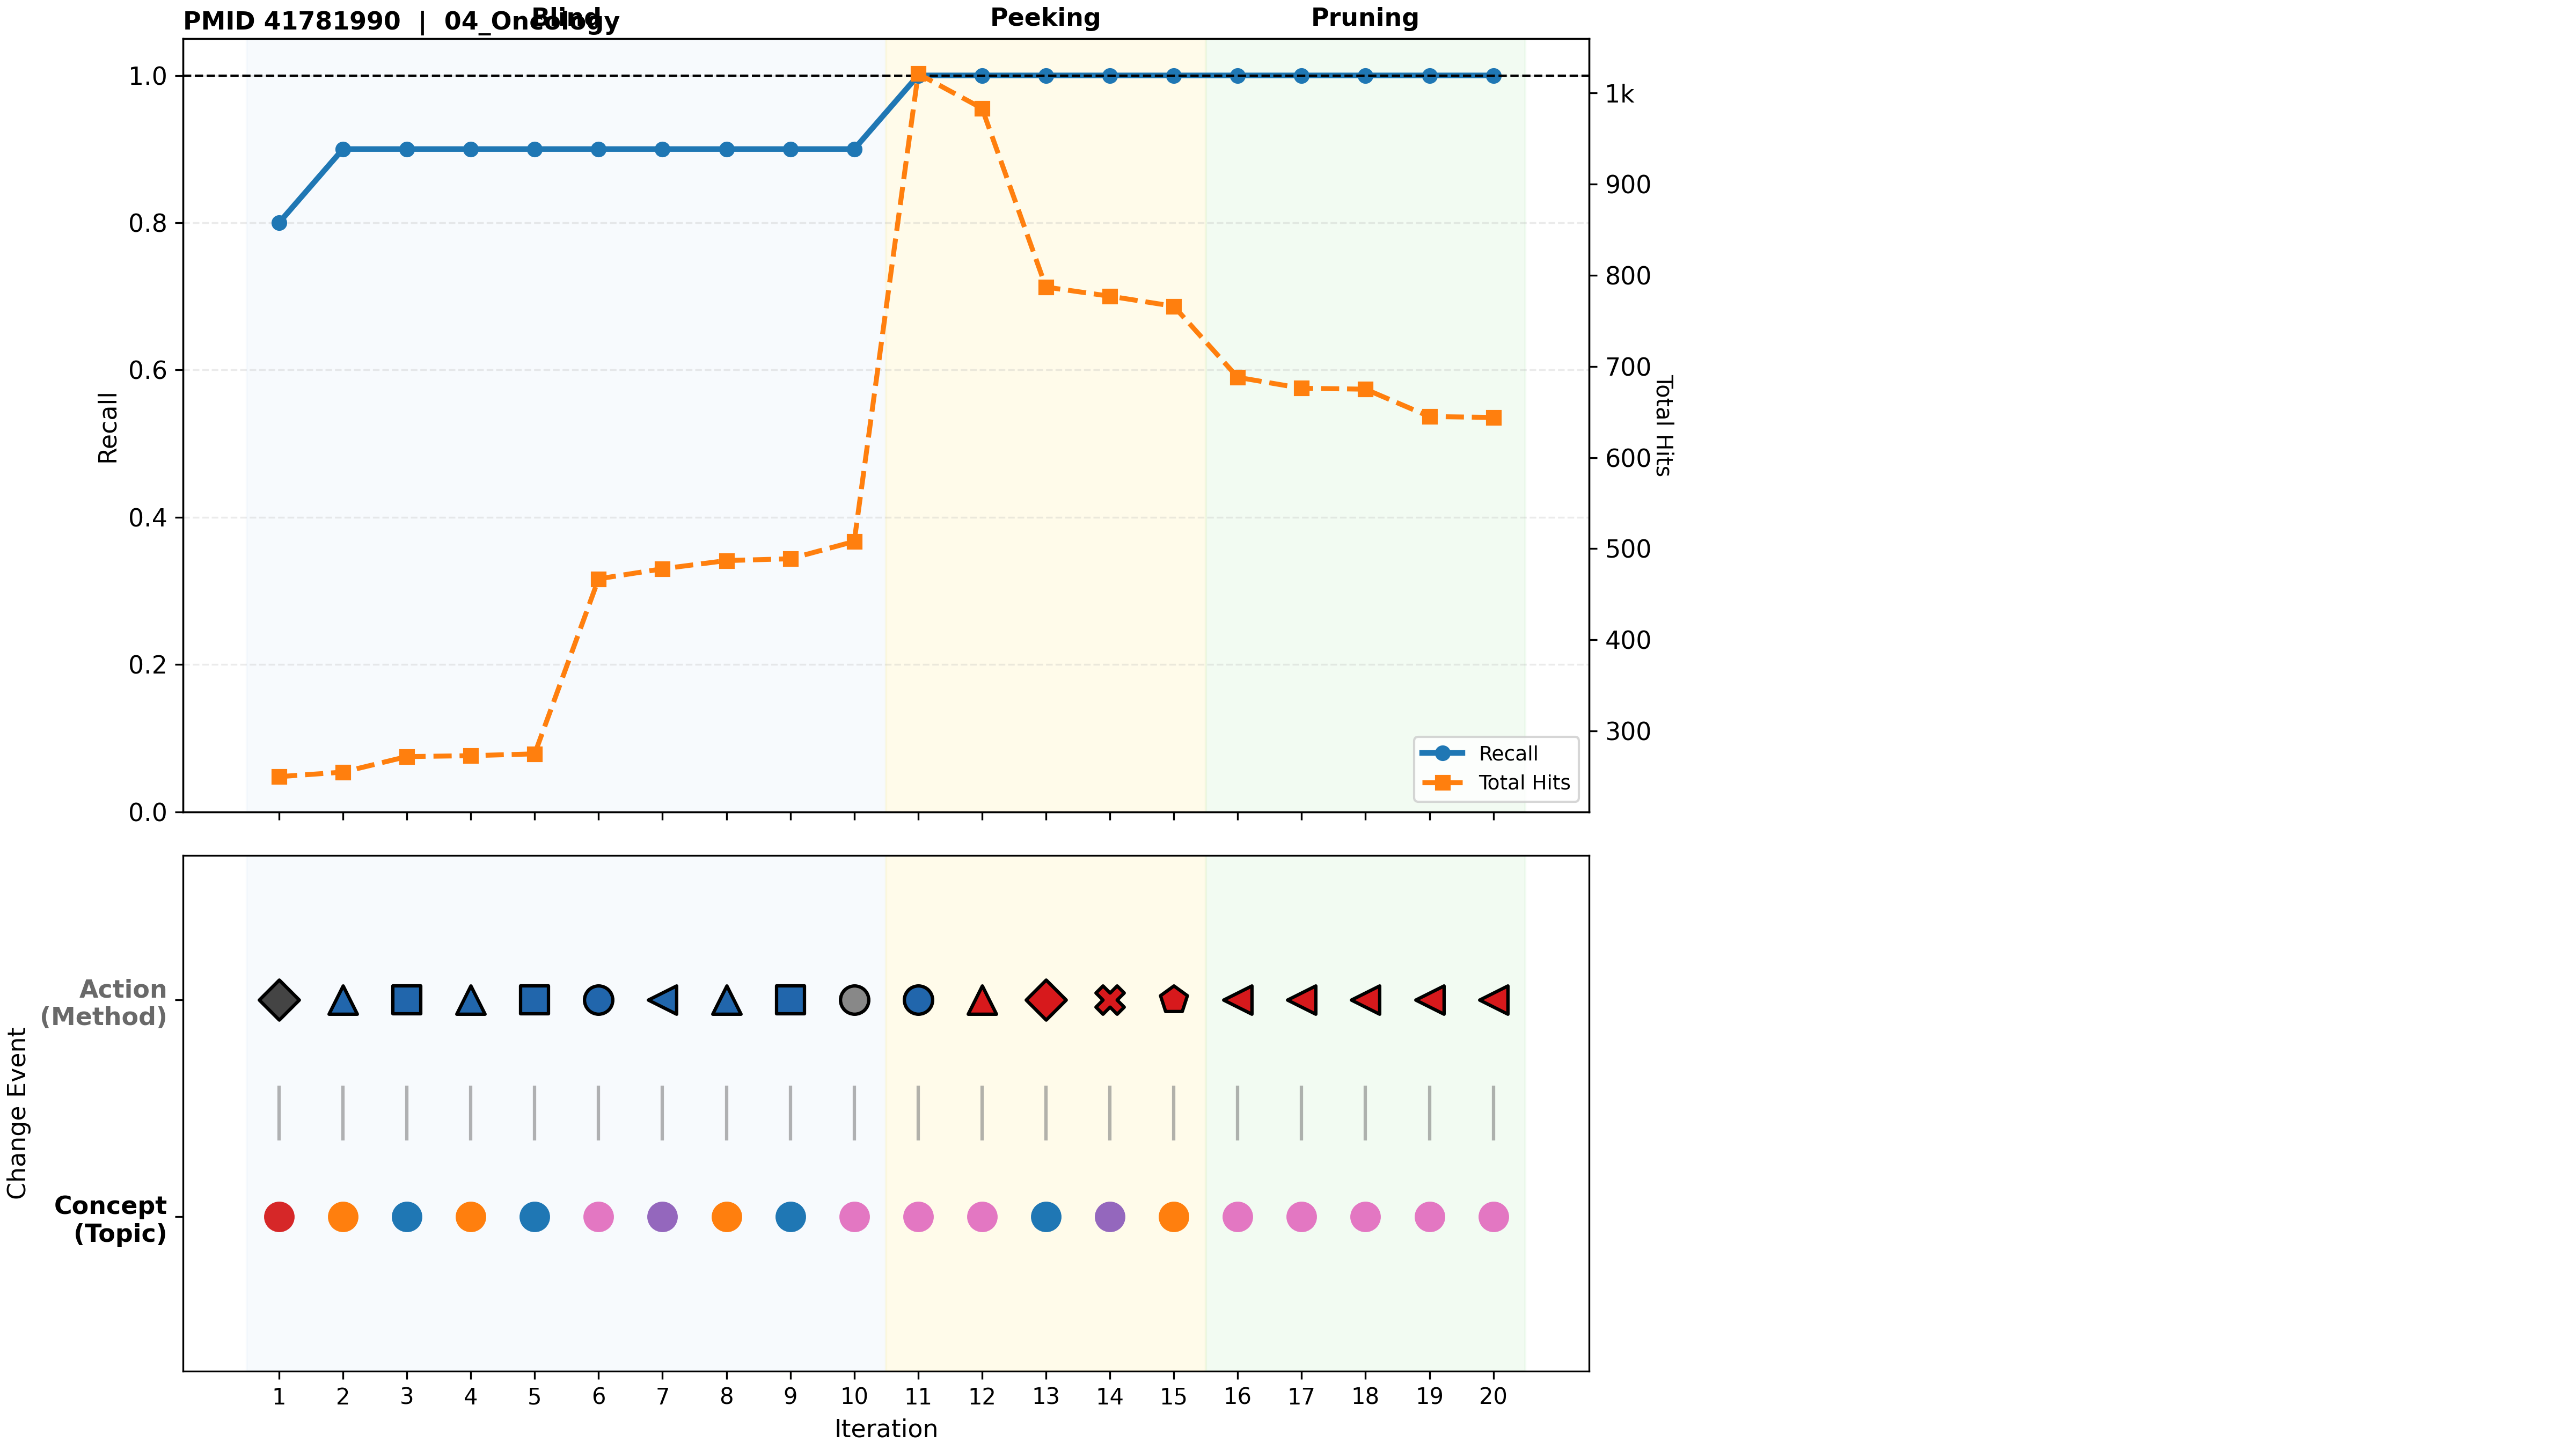 PMID 41781990 | 04_Oncology
Blind
Peeking
Pruning
1.0
0.8
0.6
0.4
0.2
0.0
Recall
1k
900
800
700
600
500
400
300
Total Hits
Recall
Total Hits
Action
(Method)
Concept
(Topic)
Change Event
1 2 3 4 5 6 7 8 9 10 11 12 13 14 15 16 17 18 19 20
Iteration